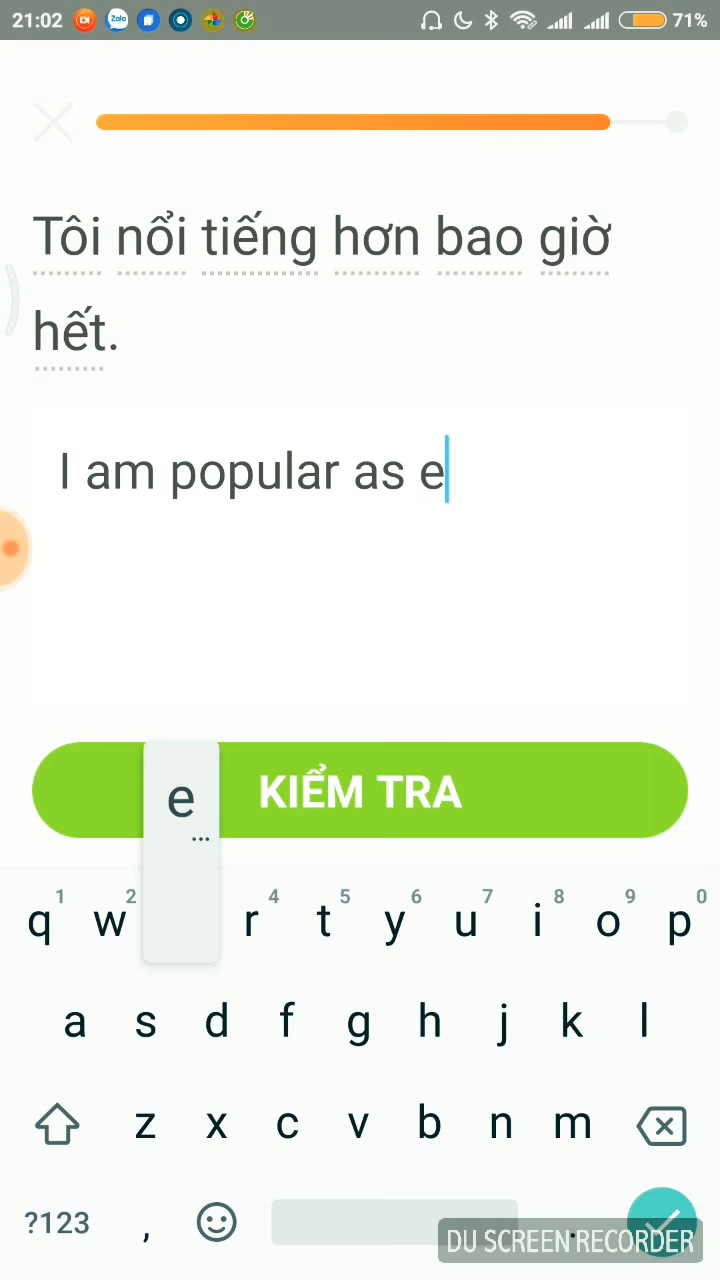 21:02 Zalo 71%
Tôi nổi tiếng hơn bao giờ
hết.
I am popular as e
KIỂM TRA
e
...
1 2 4 5 6 7 8 9 0
q w r t y u i o p
a s d f g h j k l
z x c v b n m
?123 , .
DU SCREEN RECORDER